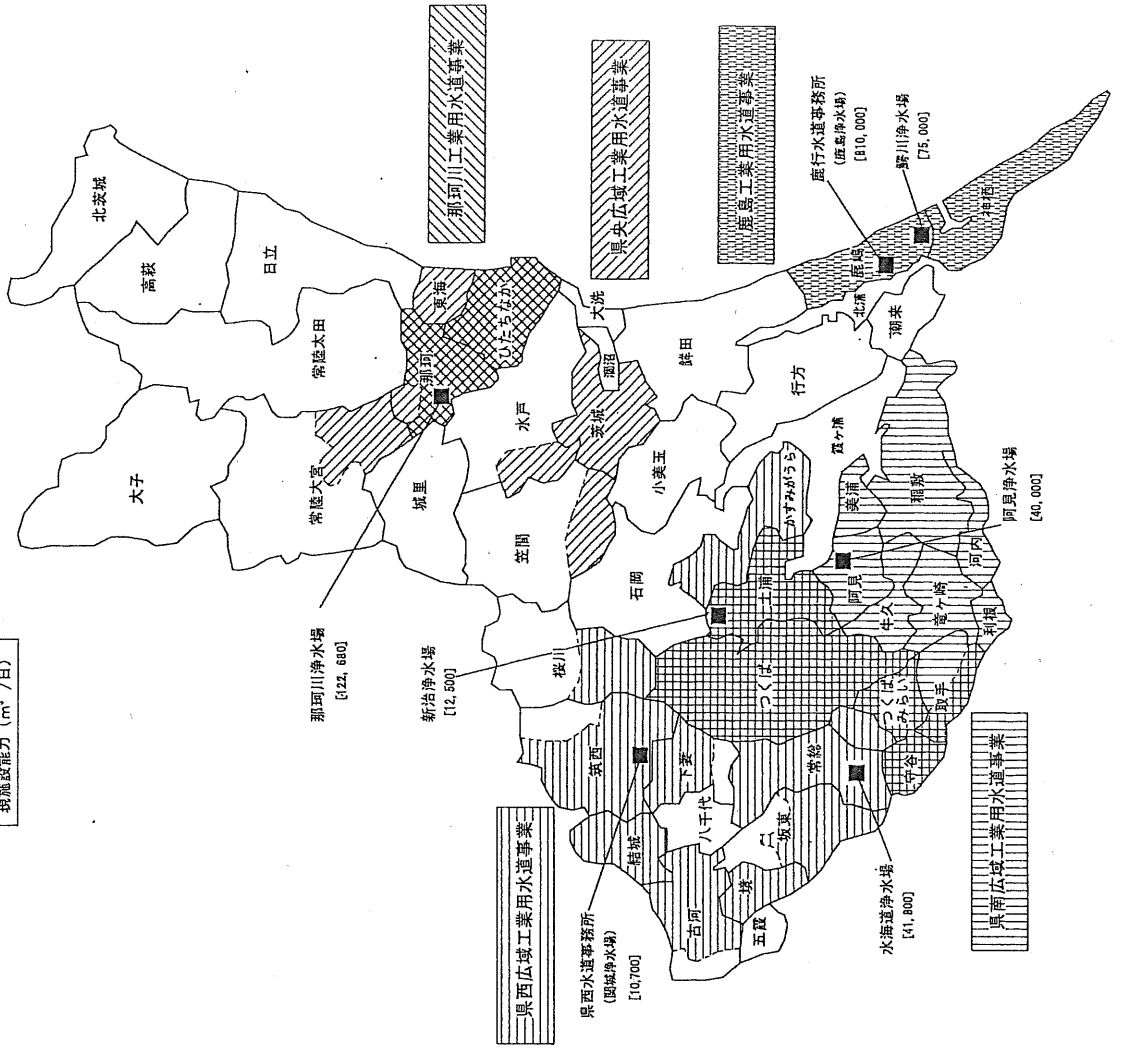 現施設能力 (m³/日)
那珂川工業用水道事業
県央広域工業用水道事業
鹿島工業用水道事業
県西広域工業用水道事業
県南広域工業用水道事業
那珂川浄水場
[122,680]
新治浄水場
[12,500]
県西水道事務所
(関城浄水場)
[10,700]
水海道浄水場
[41,800]
阿見浄水場
[40,000]
鹿行水道事務所
(鹿島浄水場)
[810,000]
鰐川浄水場
[75,000]
北茨城
高萩
日立
常陸太田
大子
常陸大宮
城里
那珂
東海
ひたちなか
水戸
笠間
大洗
涸沼
茨城
小美玉
鉾田
行方
北浦
鹿嶋
潮来
神栖
石岡
かすみがうら
霞ヶ浦
土浦
つくば
桜川
筑西
結城
下妻
八千代
古河
五霞
境
坂東
常総
つくば
みらい
守谷
取手
牛久
竜ヶ崎
利根
河内
阿見
美浦
稲敷